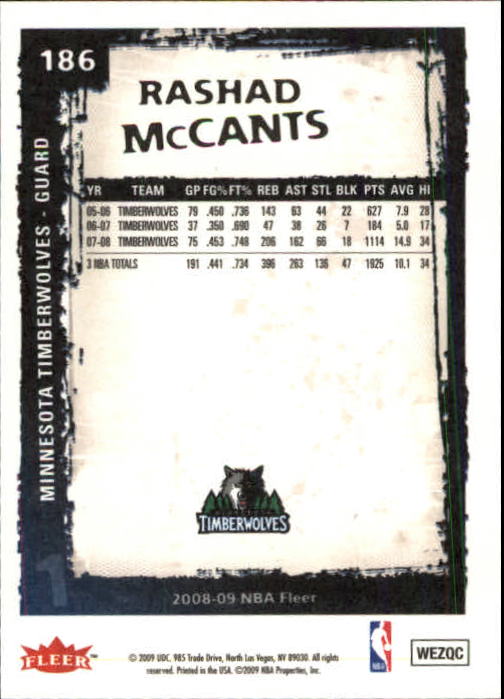 186
RASHAD
McCANTS
MINNESOTA TIMBERWOLVES - GUARD
YR TEAM GP FG% FT% REB AST STL BLK PTS AVG HI
05-06 TIMBERWOLVES 79 .450 .736 143 63 44 22 627 7.9 28
06-07 TIMBERWOLVES 37 .350 .690 47 38 26 7 184 5.0 17
07-08 TIMBERWOLVES 75 .453 .748 206 162 66 18 1114 14.9 34
3 NBA TOTALS 191 .441 .734 396 263 136 47 1925 10.1 34
TIMBERWOLVES
1
2008-09 NBA Fleer
FLEER
© 2009 UDC, 985 Trade Drive, North Las Vegas, NV 89030. All rights
reserved. Printed in the USA. ©2009 NBA Properties, Inc.
NBA
WEZQC